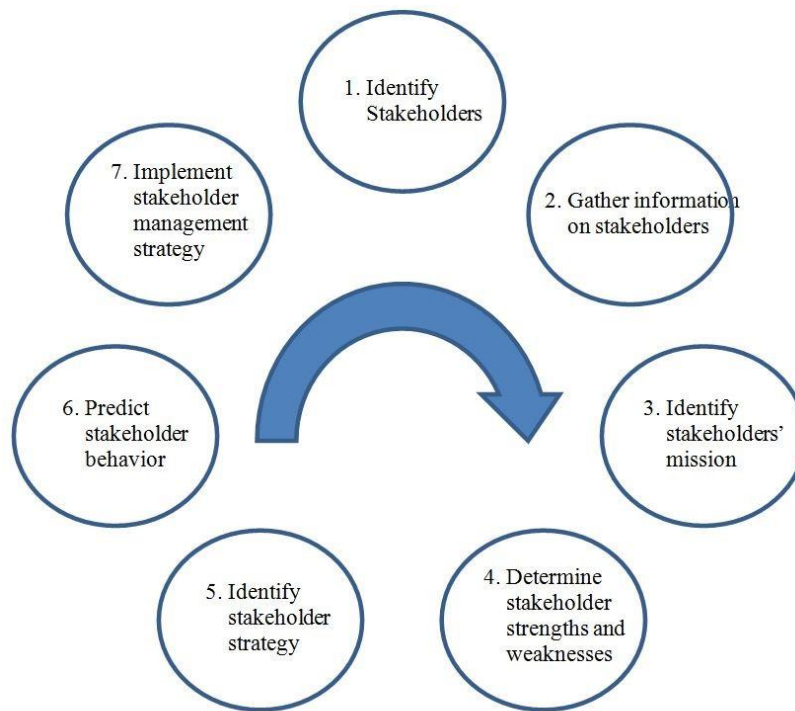 1. Identify
Stakeholders
2. Gather information
on stakeholders
3. Identify
stakeholders’
mission
4. Determine
stakeholder
strengths and
weaknesses
5. Identify
stakeholder
strategy
6. Predict
stakeholder
behavior
7. Implement
stakeholder
management
strategy